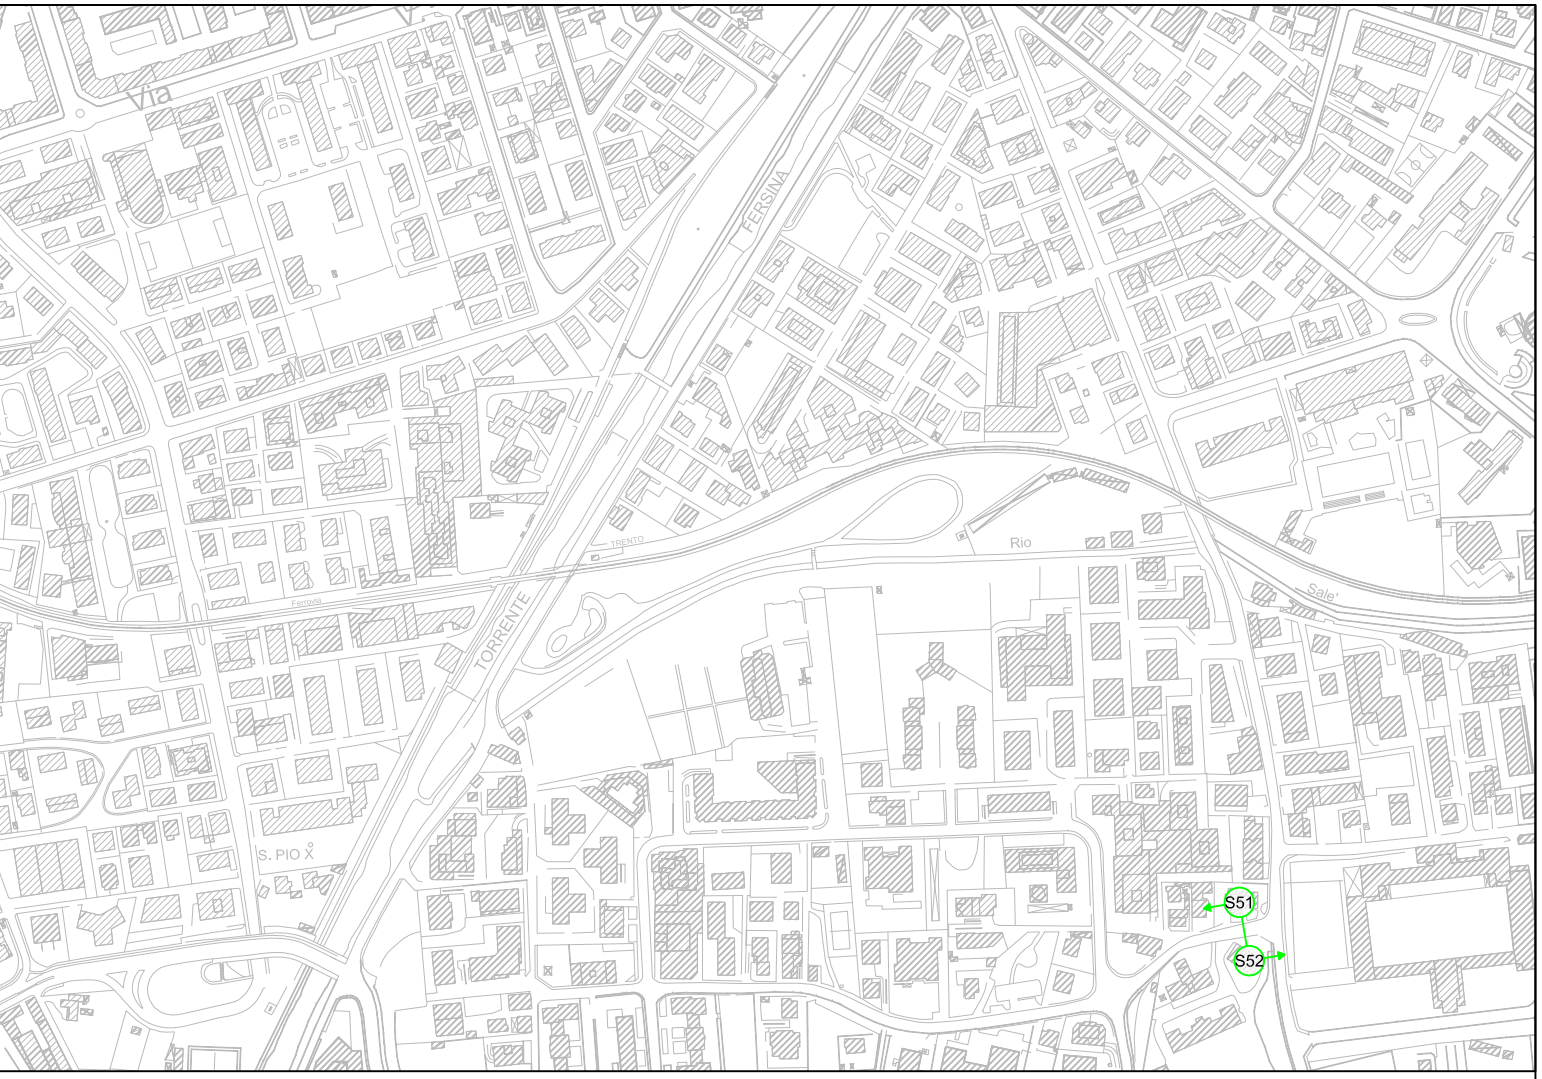 Via
FERSINA
TRENTO
Rio
Ferrovia
Sale'
TORRENTE
S. PIO X°
S51
S52